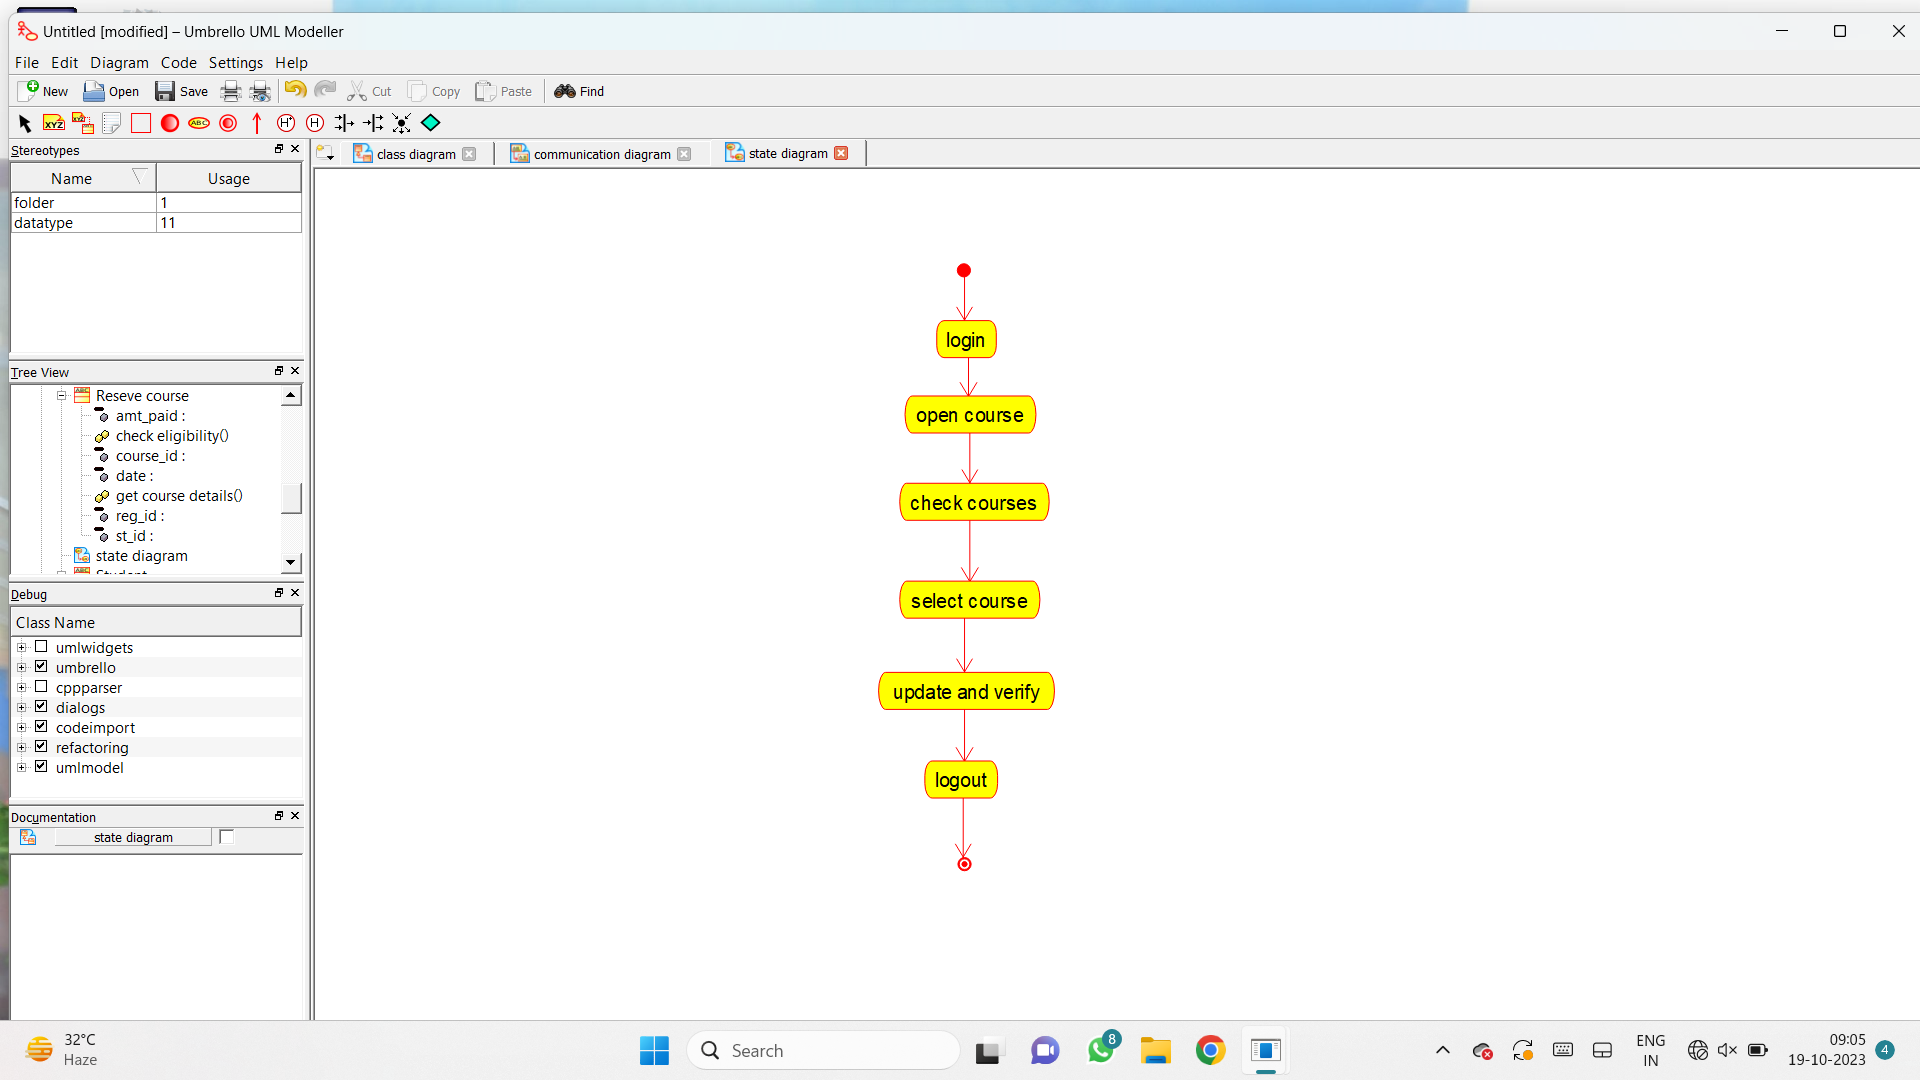 Untitled [modified] – Umbrello UML Modeller
File Edit Diagram Code Settings Help
New Open Save Cut Copy Paste Find
XYZ XYZ ABC H* H
Stereotypes
class diagram communication diagram state diagram
Name Usage
folder 1
datatype 11
login
Tree View
Reseve course
amt_paid :
open course
check eligibility()
course_id :
date :
get course details()
check courses
reg_id :
st_id :
state diagram
Debug
select course
Class Name
umlwidgets
umbrello
cppparser
update and verify
dialogs
codeimport
refactoring
umlmodel
logout
Documentation
state diagram
32°C
Haze
Search
8
ENG
IN
09:05
19-10-2023
4